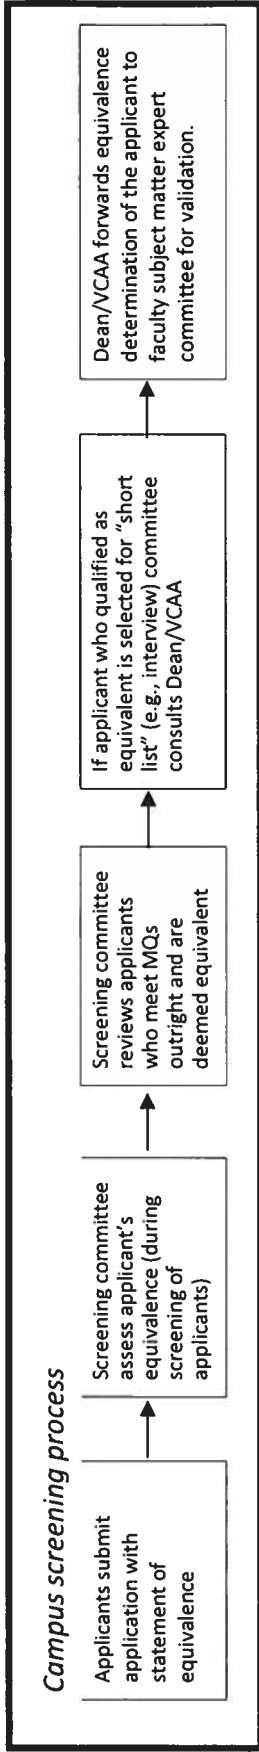 Campus screening process
Applicants submit
application with
statement of
equivalence
Screening committee
assess applicant's
equivalence (during
screening of
applicants)
Screening committee
reviews applicants
who meet MQs
outright and are
deemed equivalent
If applicant who qualified as
equivalent is selected for “short
list” (e.g., interview) committee
consults Dean/VCAA
Dean/VCAA forwards equivalence
determination of the applicant to
faculty subject matter expert
committee for validation.